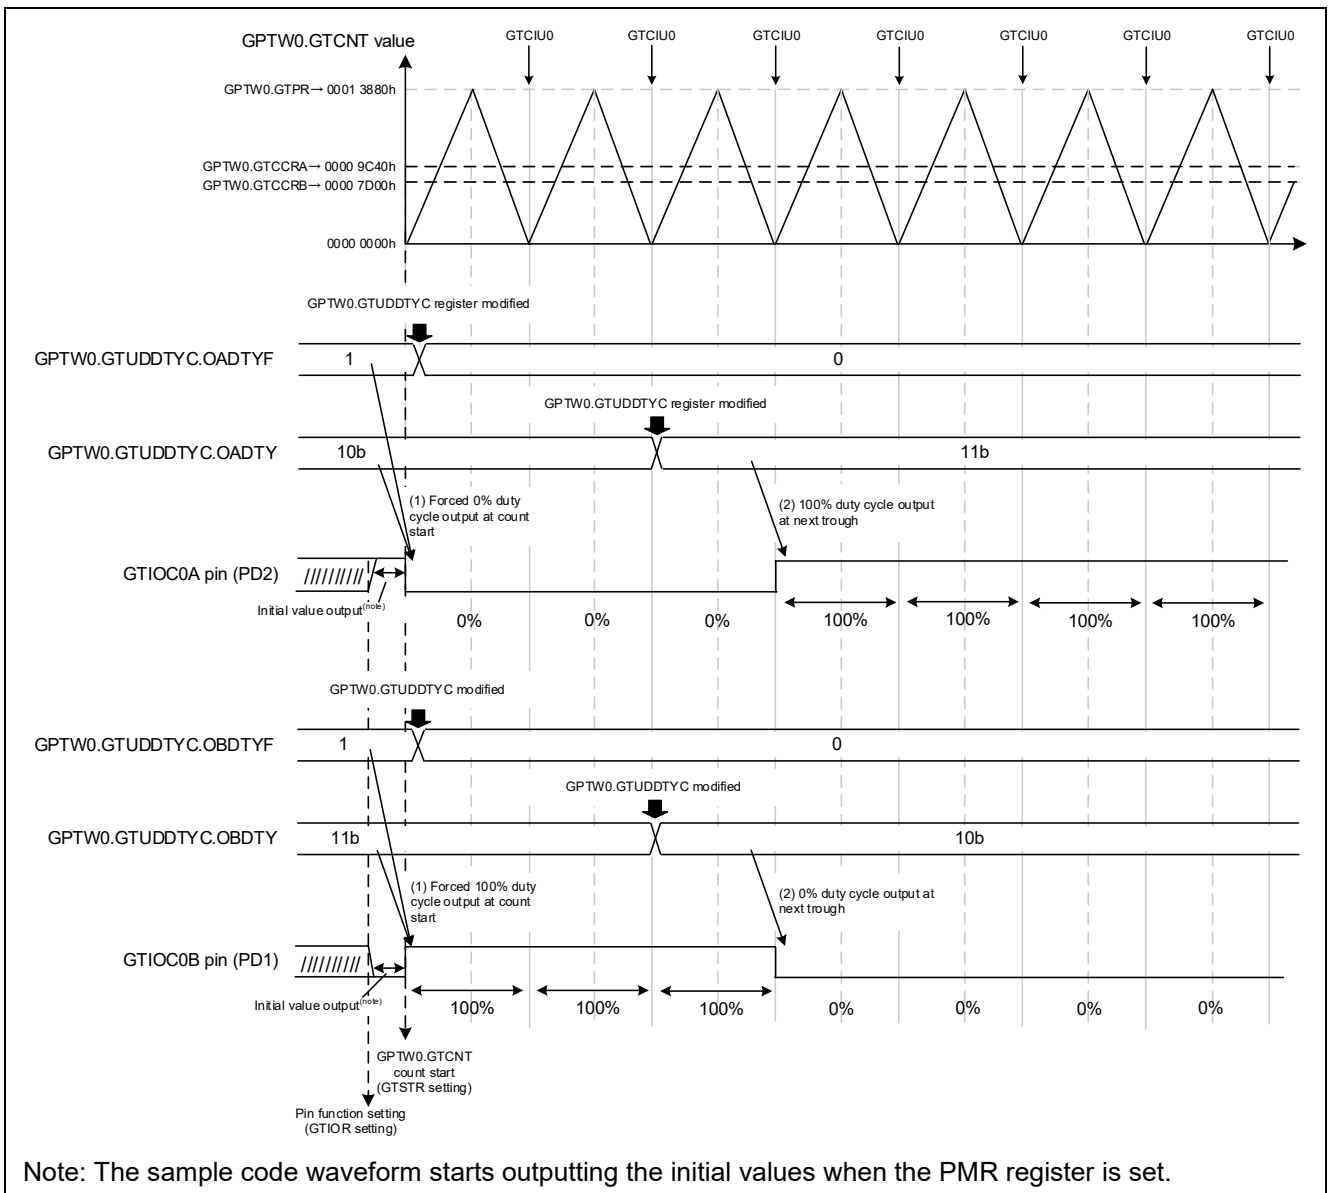 GPTW0.GTCNT value
GTCIU0 GTCIU0 GTCIU0 GTCIU0 GTCIU0 GTCIU0 GTCIU0
GPTW0.GTPR→ 0001 3880h
GPTW0.GTCCRA→ 0000 9C40h
GPTW0.GTCCRB→ 0000 7D00h
0000 0000h
GPTW0.GTUDDTYC register modified
GPTW0.GTUDDTYC.OADTYF
1
0
GPTW0.GTUDDTYC register modified
GPTW0.GTUDDTYC.OADTY
10b
11b
(1) Forced 0% duty
cycle output at count
start
(2) 100% duty cycle output
at next trough
GTIOC0A pin (PD2)
Initial value output(note)
0% 0% 0% 100% 100% 100% 100%
GPTW0.GTUDDTYC modified
GPTW0.GTUDDTYC.OBDTYF
1
0
GPTW0.GTUDDTYC modified
GPTW0.GTUDDTYC.OBDTY
11b
10b
(1) Forced 100% duty
cycle output at count
start
(2) 0% duty cycle output at
next trough
GTIOC0B pin (PD1)
Initial value output(note)
100% 100% 100% 0% 0% 0% 0%
GPTW0.GTCNT
count start
(GTSTR setting)
Pin function setting
(GTIOR setting)
Note: The sample code waveform starts outputting the initial values when the PMR register is set.